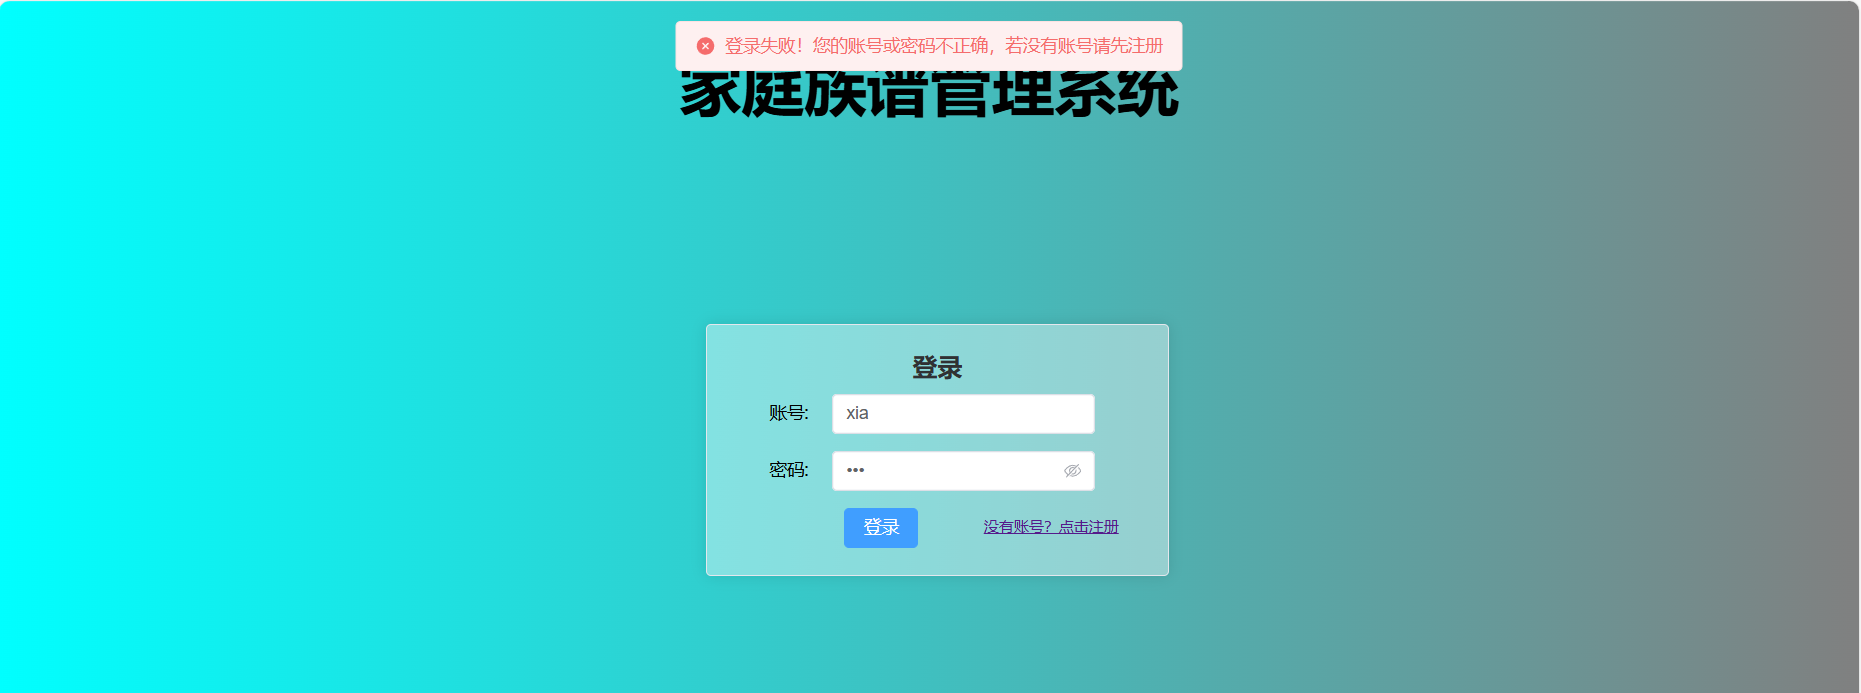 登录失败！您的账号或密码不正确，若没有账号请先注册
家庭族谱管理系统
登录
账号:
xia
密码:
•••
登录
没有账号？点击注册